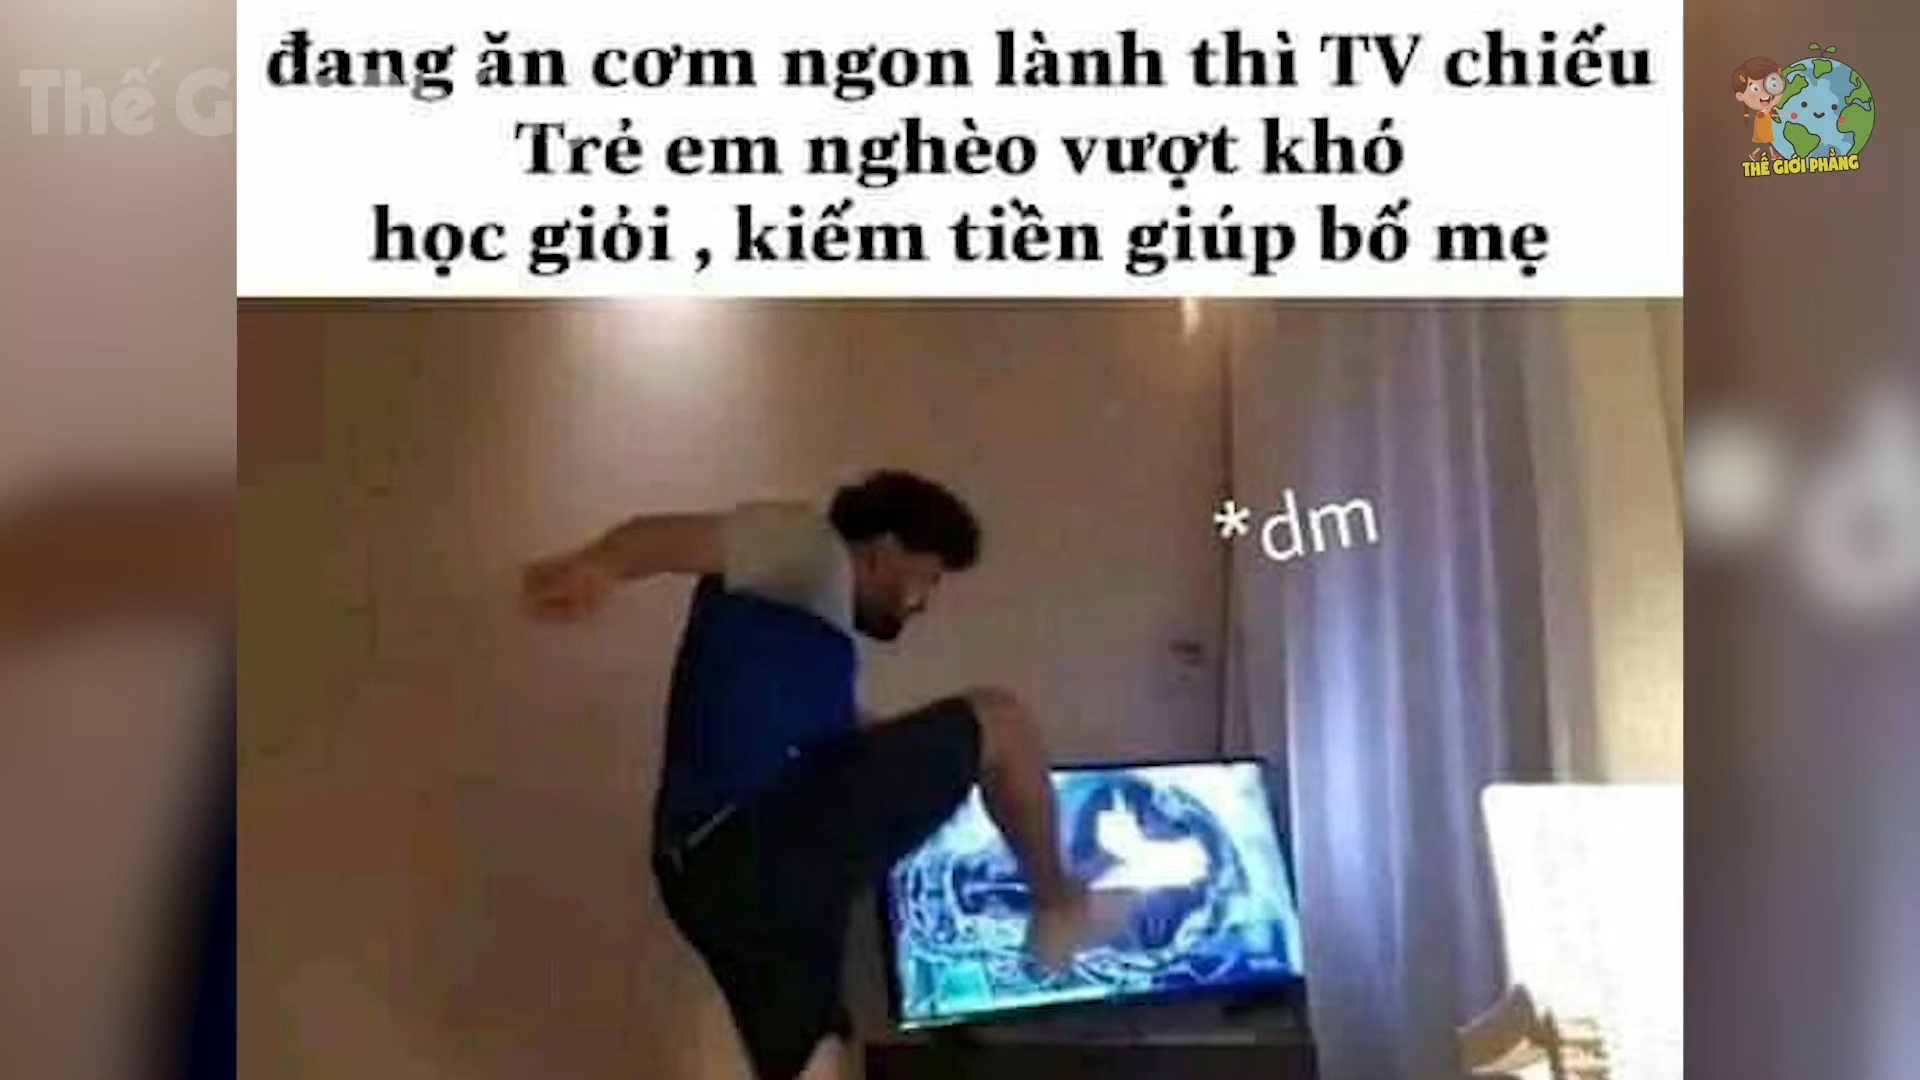 đang ăn cơm ngon lành thì TV chiếu
Trẻ em nghèo vượt khó
học giỏi , kiếm tiền giúp bố mẹ
Thế G
THẾ GIỚI PHẲNG
*dm